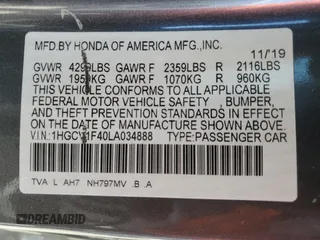 MFD.BY HONDA OF AMERICA MFG.,INC.
11/19
GVWR 4299LBS GAWR F 2359LBS R 2116LBS
GVWR 1950KG GAWR F 1070KG R 960KG
THIS VEHICLE CONFORMS TO ALL APPLICABLE
FEDERAL MOTOR VEHICLE SAFETY , BUMPER,
AND THEFT PREVENTION STANDARDS IN EFFECT
ON THE DATE OF MANUFACTURE SHOWN ABOVE.
V.I.N.:1HGCV1F40LA034888 TYPE:PASSENGER CAR
TVA L AH7 NH797MV .B .A
DREAMBID